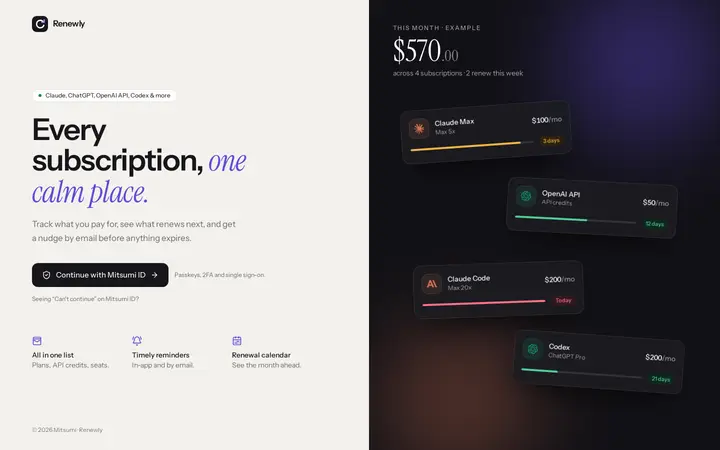 Renewly
Claude, ChatGPT, OpenAI API, Codex & more
Every
subscription, one
calm place.
Track what you pay for, see what renews next, and get
a nudge by email before anything expires.
Continue with Mitsumi ID →
Passkeys, 2FA and single sign-on
Seeing "Can't continue" on Mitsumi ID?
All in one list
Plans, API credits, seats.
Timely reminders
In-app and by email.
Renewal calendar
See the month ahead.
© 2026 Mitsumi · Renewly
THIS MONTH · EXAMPLE
$570.00
across 4 subscriptions · 2 renew this week
Claude Max
Max 5x
$100/mo
3 days
OpenAI API
API credits
$50/mo
12 days
Claude Code
Max 20x
$200/mo
Today
Codex
ChatGPT Pro
$200/mo
21 days